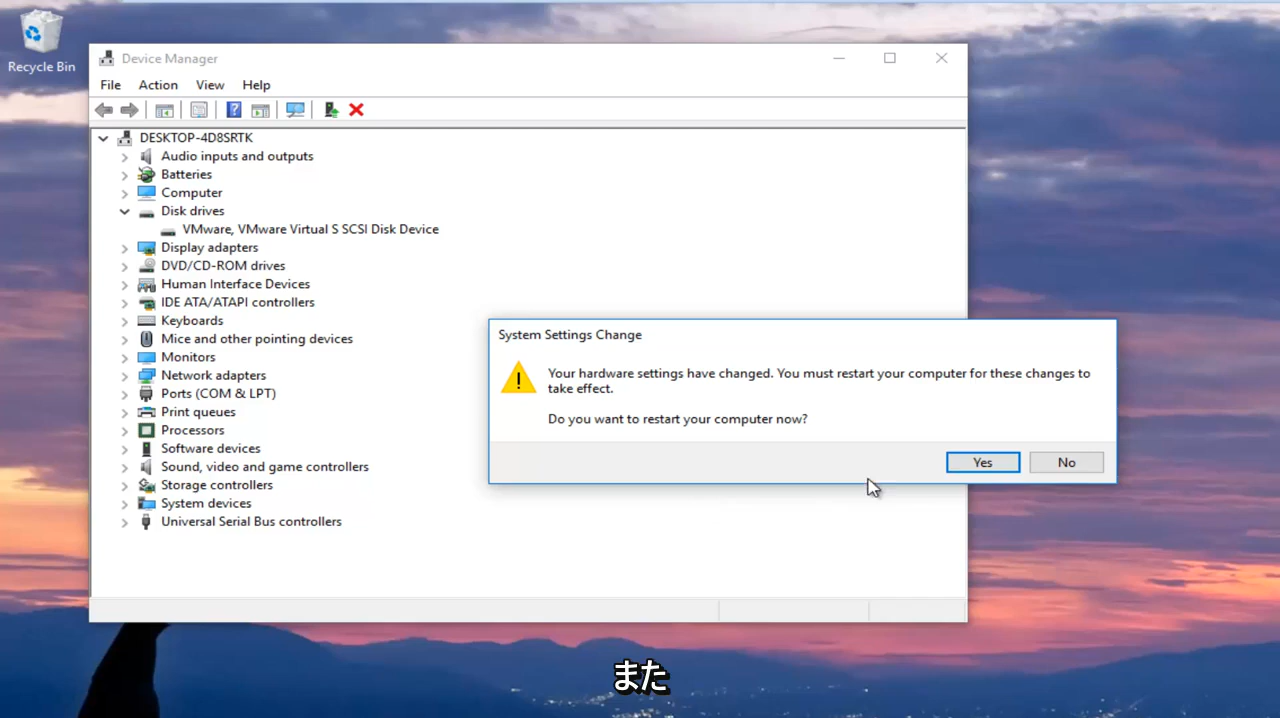 Recycle Bin
Device Manager
File Action View Help
DESKTOP-4D8SRTK
Audio inputs and outputs
Batteries
Computer
Disk drives
VMware, VMware Virtual S SCSI Disk Device
Display adapters
DVD/CD-ROM drives
Human Interface Devices
IDE ATA/ATAPI controllers
Keyboards
Mice and other pointing devices
Monitors
Network adapters
Ports (COM & LPT)
Print queues
Processors
Software devices
Sound, video and game controllers
Storage controllers
System devices
Universal Serial Bus controllers
System Settings Change
Your hardware settings have changed. You must restart your computer for these changes to
take effect.
Do you want to restart your computer now?
Yes No
また